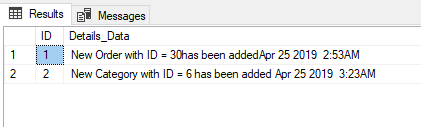 Results Messages
ID Details_Data
1 1 New Order with ID = 30has been addedApr 25 2019  2:53AM
2 2 New Category with ID = 6 has been added Apr 25 2019  3:23AM